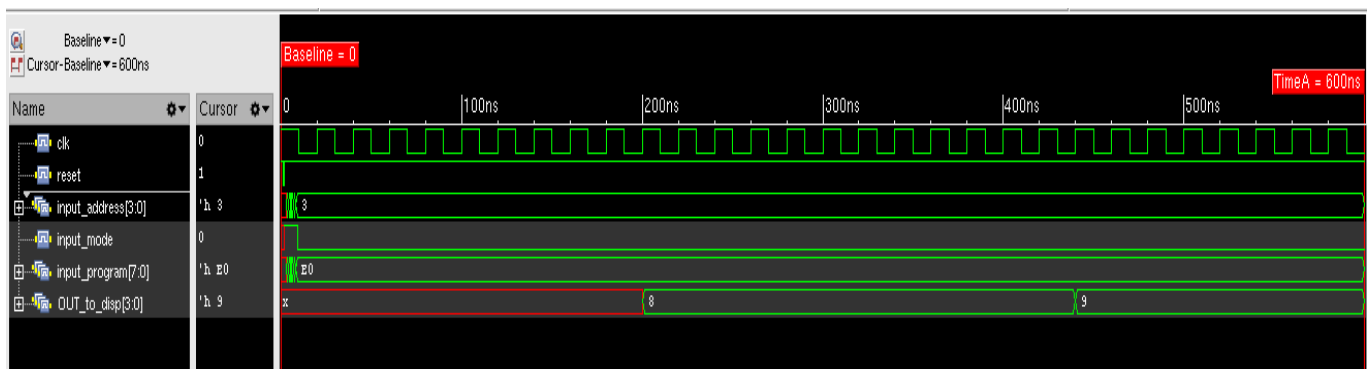 Baseline▼= 0
Cursor-Baseline▼= 600ns
Baseline = 0
TimeA = 600ns
Name Cursor 0 100ns 200ns 300ns 400ns 500ns
clk 0
reset 1
input_address[3:0] 'h 3 3
input_mode 0
input_program[7:0] 'h E0 E0
OUT_to_disp[3:0] 'h 9 x 8 9